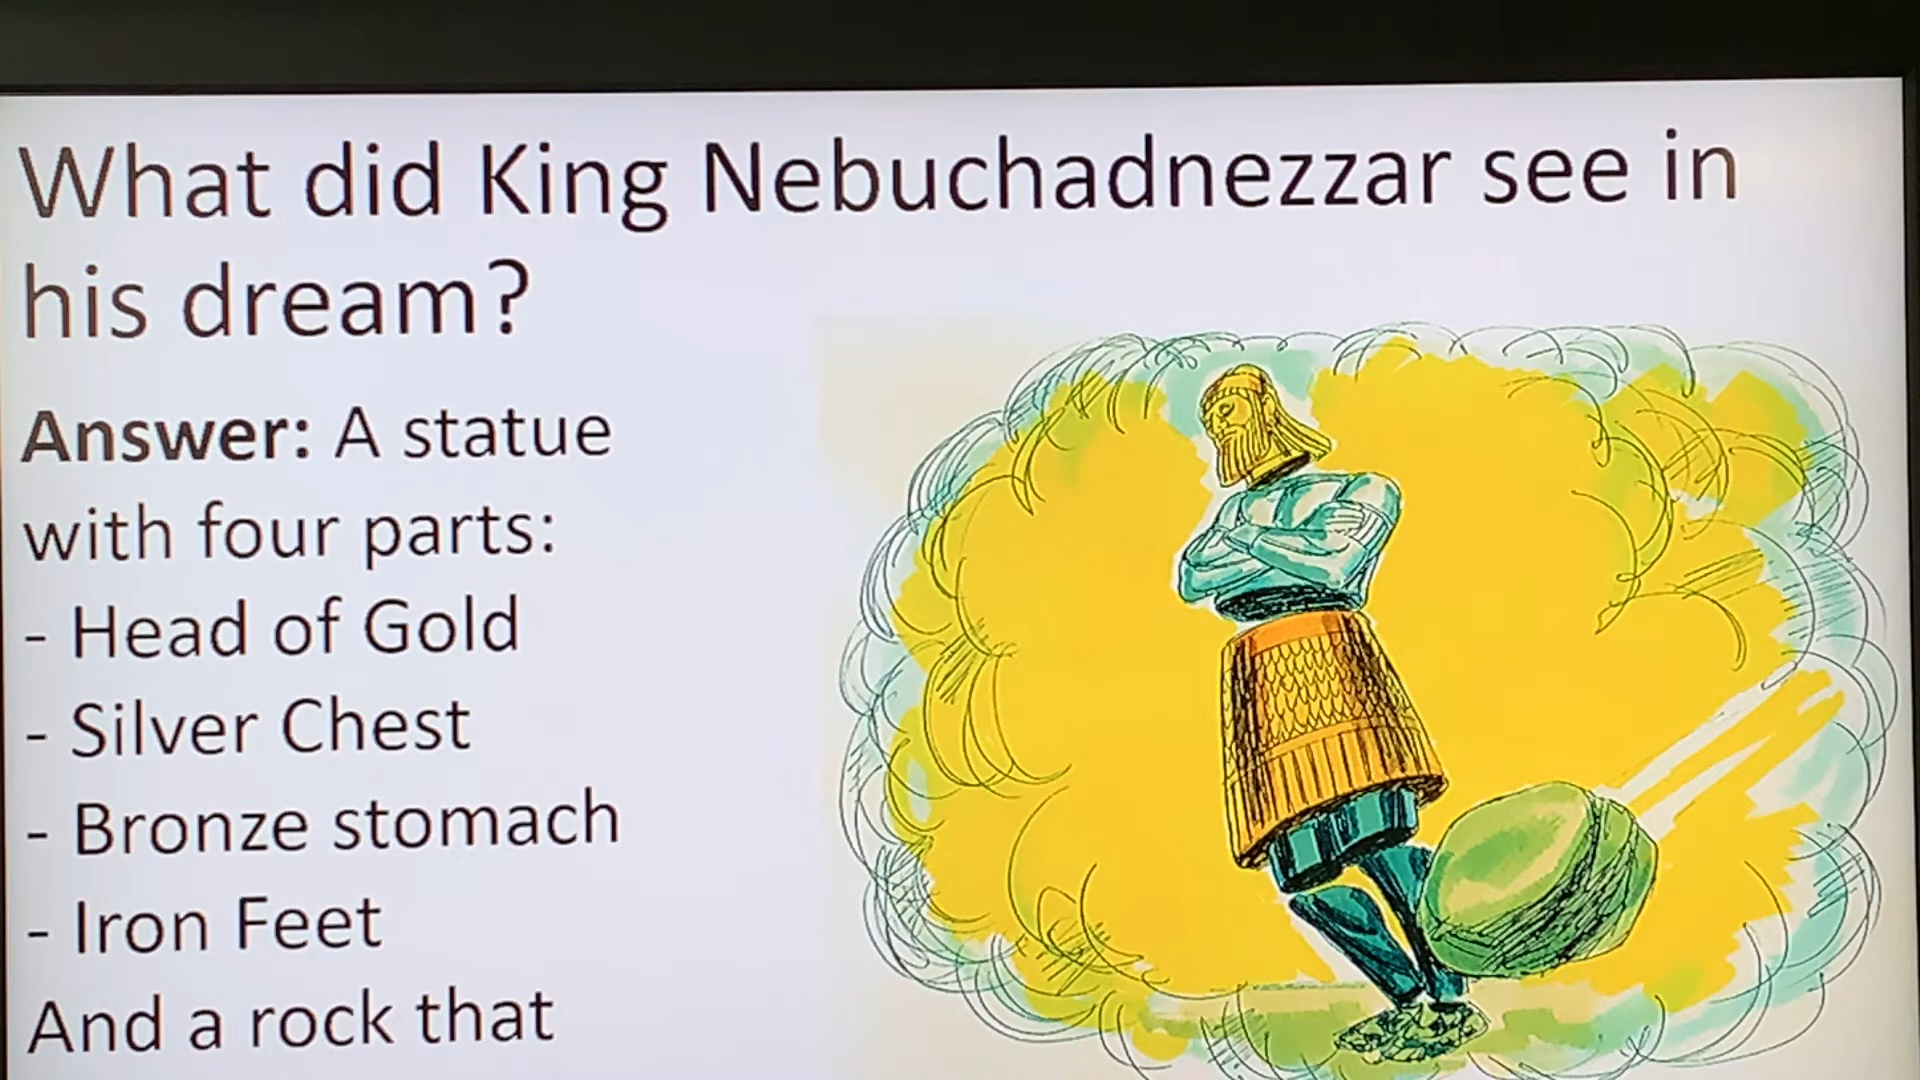 What did King Nebuchadnezzar see in
his dream?
Answer: A statue
with four parts:
- Head of Gold
- Silver Chest
- Bronze stomach
- Iron Feet
And a rock that